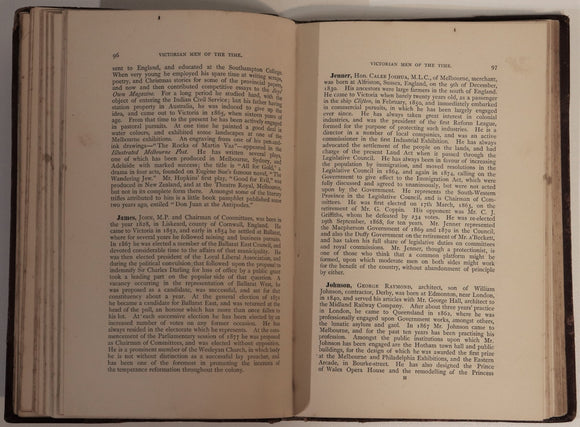 96
VICTORIAN MEN OF THE TIME.
sent to England, and educated at the Southampton College.
When very young he employed his spare time at writing scraps,
poetry, and Christmas stories for some of the provincial papers,
and now and then contributed competitive essays to the Boys'
Own Magazine. For a long period he studied hard, with the
object of entering the Indian Civil Service; but his father having
station property in Australia, he was induced to give up the
idea, and came out to Victoria in 1865, when sixteen years of
age. From that time to the present he has been actively engaged
in pastoral pursuits. At one time he painted a good deal in
water colours, and exhibited some landscapes at one of the
Melbourne exhibitions. An engraving from one of his pen-and-
ink drawings—"The Rocks of Martin Vaz"—appeared in the
Illustrated Melbourne Post. He has written several plays,
one of which has been produced in Melbourne, Sydney, and
Adelaide with marked success; the title is "All for Gold," a
dramatic tale, founded on Eugène Sue's famous novel, "The
Wandering Jew." Mr. Hopkins' first play, "Good for Evil," was
produced in New Zealand, and at the Theatre Royal, Melbourne,
but not in its complete form there. Amongst some of the literary
trifles attributed to him is a little book pamphlet published some
two years ago, entitled "Don Juan at the Antipodes."
James, JOHN, M.P. and Chairman of Committees, was born in
the year 1828, in Liskeard, county of Cornwall, England. He
came to Victoria in 1852, and early in 1854 he settled in Ballarat,
where for several years he followed mining and business pursuits.
In 1867 he was elected a member of the Ballarat East Council, and
devoted considerable time to the affairs of that municipality. He
was then elected president of the Loyal Liberal Association, and
during the political convulsion that followed upon the proposal to
indemnify Sir Charles Darling for loss of office by a public grant
took a leading part on the popular side of that question. A
vacancy occurring in the representation of Ballarat West, he
was proposed as a candidate, was successful, and sat for the
constituency about a year. At the general election of 1871
he became a candidate for Ballarat East, and was returned at the
head of the poll, an honour which has more than once fallen to
his lot. At each successive election he has been elected by an
increased number of votes on any former occasion. He has
always resided in the electorate which he represents. At the com-
mencement of the Parliamentary session of 1877 he was proposed
as Chairman of Committees, and was elected without opposition.
He is a prominent member of the Wesleyan Church, in which body
he is not without distinction as a successful lay preacher, and
has been one of the foremost in promoting the interests of
the temperance reformation throughout the colony.
VICTORIAN MEN OF THE TIME.
97
Jenner, HON. CALEB JOSHUA, M.L.C., of Melbourne, merchant,
was born at Alfriston, Sussex, England, on the 9th of December,
1830. His ancestors were large farmers in the south of England.
He came to Victoria when barely twenty years old, as a passenger
in the ship Clifton, in February, 1850, and immediately embarked
in commercial pursuits, in which he has been largely engaged
ever since. He has always taken great interest in colonial
industries, and was president of the first Reform League,
formed for the purpose of protecting such industries. He is a
director in a number of local companies, and was an active
commissioner of the first Industrial Exhibition. He has always
advocated the settlement of the people on the lands, and had
charge of the present Land Act when it passed through the
Legislative Council. He has always been in favour of increasing
the population by immigration, and moved resolutions in the
Legislative Council in 1864, and again in 1874, calling on the
Government to give effect to the Immigration Act, which were
fully discussed and agreed to unanimously, but were not acted
upon by the Government. He represents the South-Western
Province in the Legislative Council, and is Chairman of Com-
mittees. He was first elected on 17th March, 1863, on the
retirement of Mr. G. Coppin. His opponent was Mr. C. J.
Griffiths, whom he defeated by 234 votes. He was re-elected
19th September, 1868, for ten years. Mr. Jenner represented
the Macpherson Government of 1869 and 1870 in the Council,
and also the Duffy Government on the retirement of Mr. a'Beckett,
and has taken his full share of legislative duties on committees
and royal commissions. Mr. Jenner, though a protectionist, is
one of those who think that a common platform might be
formed, upon which moderate men on both sides might work
for the benefit of the country, without abandonment of principle
by either.
Johnson, GEORGE RAYMOND, architect, son of William
Johnson, contractor, Derby, was born at Edmonton, near London,
in 1840, and served his articles with Mr. George Hall, architect to
the Midland Railway Company. After about three years' practice
in London, he came to Queensland in 1862, where he was
professionally engaged upon Government works, amongst others,
the lunatic asylum and gaol. In 1867 Mr. Johnson came to
Melbourne, and for the past ten years has been practising his
profession. Amongst the public institutions upon which Mr.
Johnson has been engaged are the Hotham town hall and public
buildings, for the design of which he was awarded the first prize
at the Melbourne and Philadelphia Exhibitions, and the Eastern
Arcade, in Bourke-street. He has also designed the Prince
of Wales Opera House and the remodelling of the Princess
H